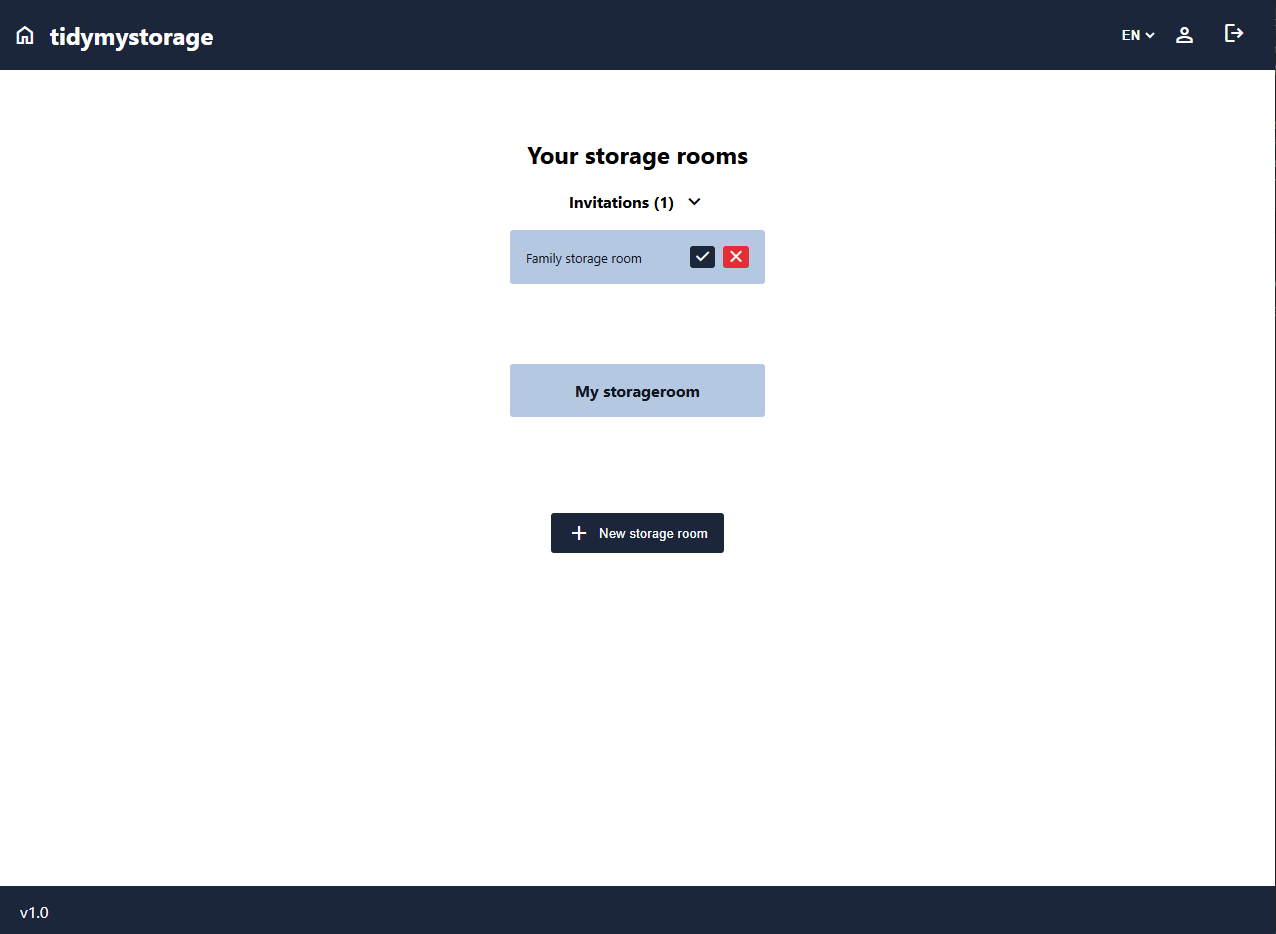 tidymystorage
EN
Your storage rooms
Invitations (1)
Family storage room
My storageroom
New storage room
v1.0